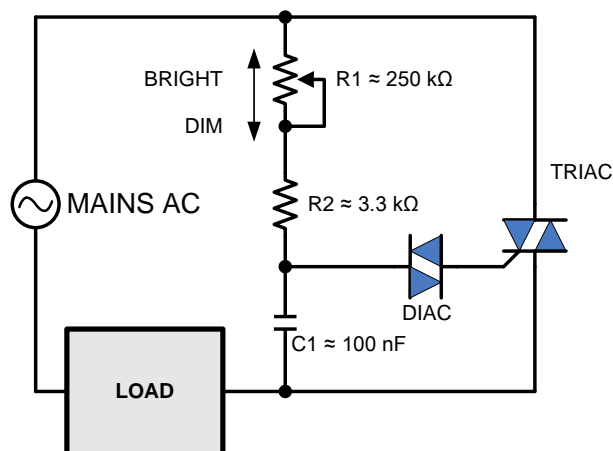 BRIGHT
R1 ≈ 250 kΩ
DIM
TRIAC
MAINS AC
R2 ≈ 3.3 kΩ
DIAC
C1 ≈ 100 nF
LOAD